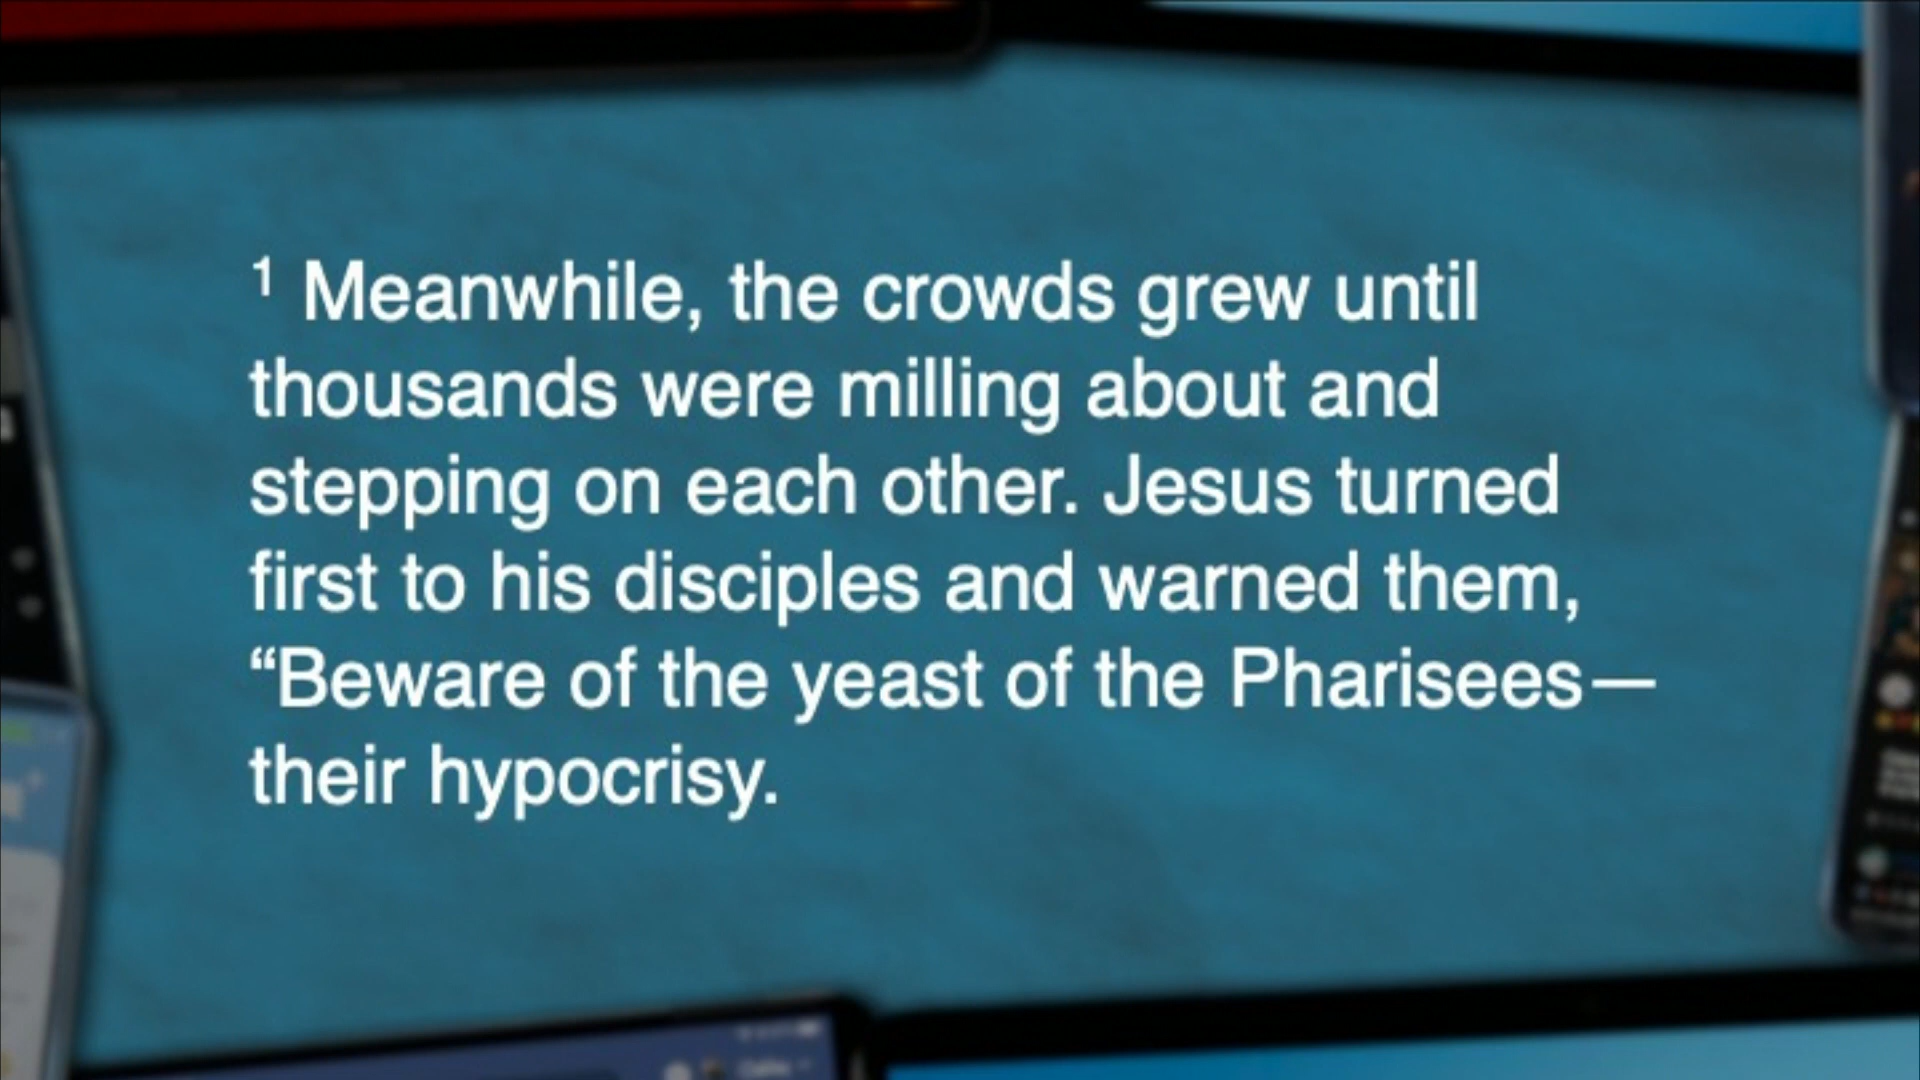 ¹ Meanwhile, the crowds grew until
thousands were milling about and
stepping on each other. Jesus turned
first to his disciples and warned them,
“Beware of the yeast of the Pharisees—
their hypocrisy.